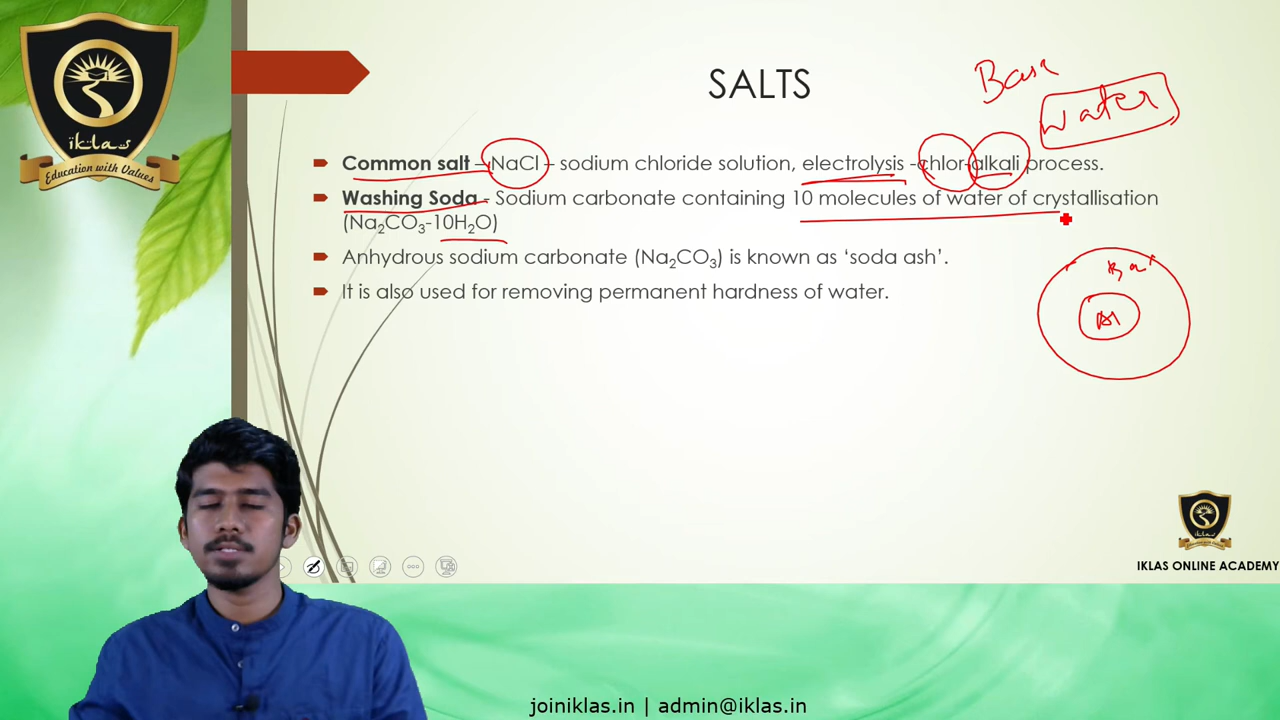 iklas
Education with Values
SALTS
Base
water
Common salt – NaCl – sodium chloride solution, electrolysis -chlor-alkali process.
Washing Soda - Sodium carbonate containing 10 molecules of water of crystallisation
(Na₂CO₃-10H₂O)
Anhydrous sodium carbonate (Na₂CO₃) is known as ‘soda ash’.
It is also used for removing permanent hardness of water.
IKLAS ONLINE ACADEMY
joiniklas.in | admin@iklas.in